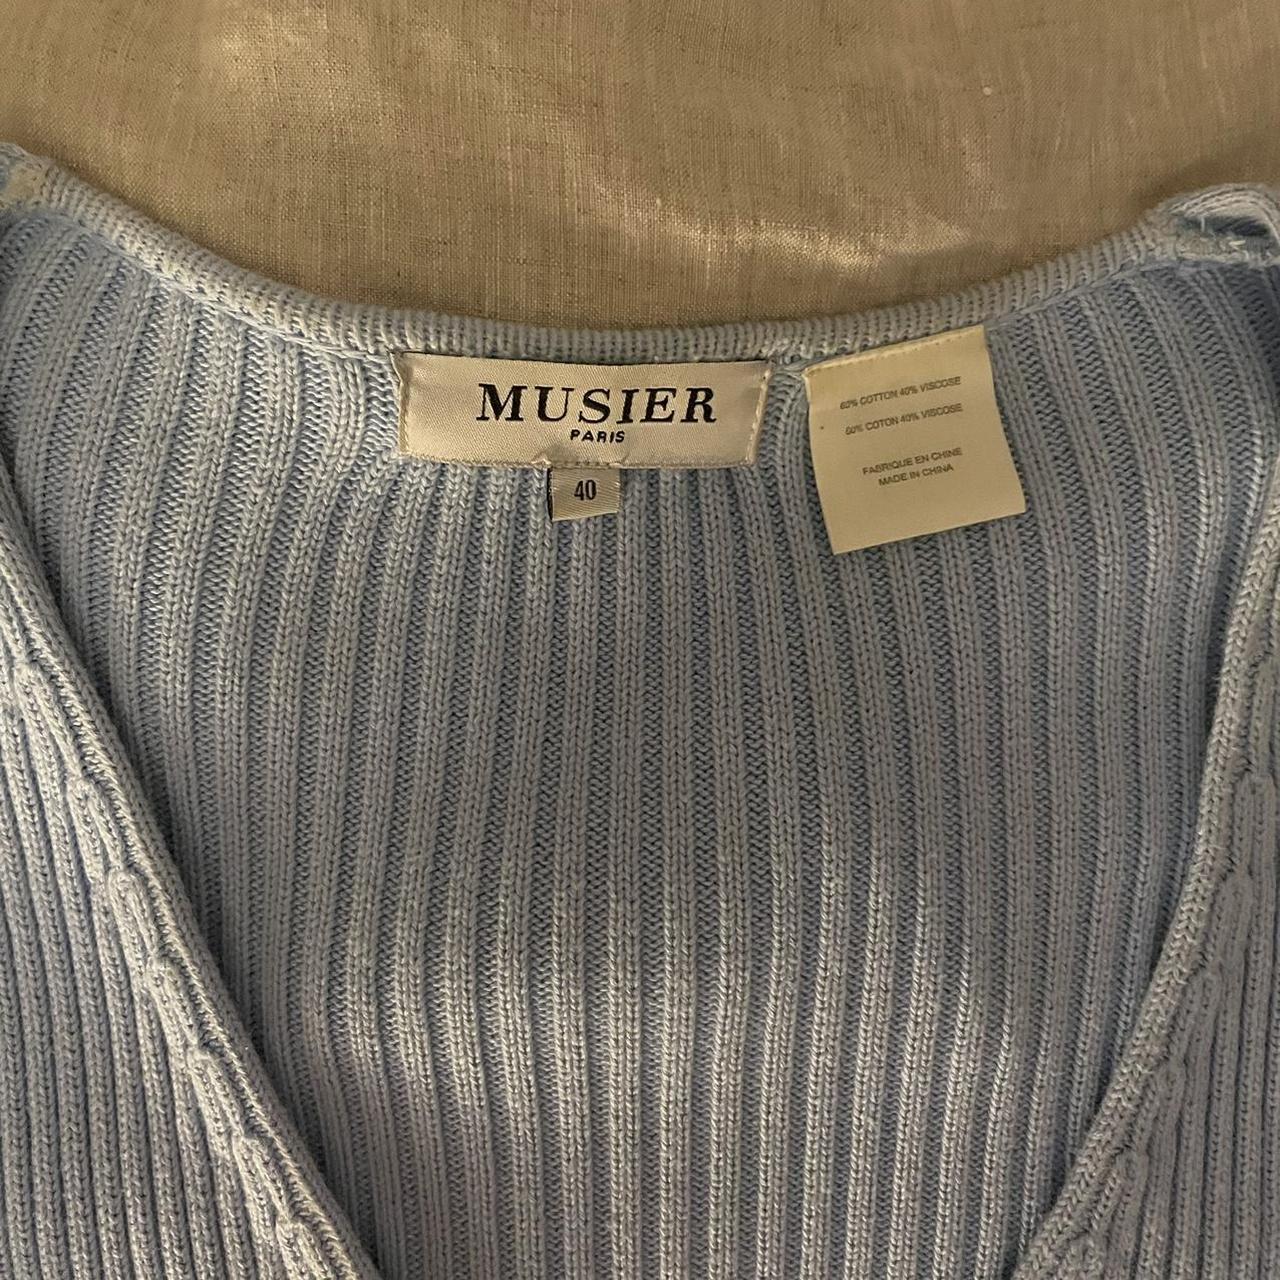 MUSIER
PARIS
40
60% COTTON 40% VISCOSE
60% COTON 40% VISCOSE
FABRIQUE EN CHINE
MADE IN CHINA